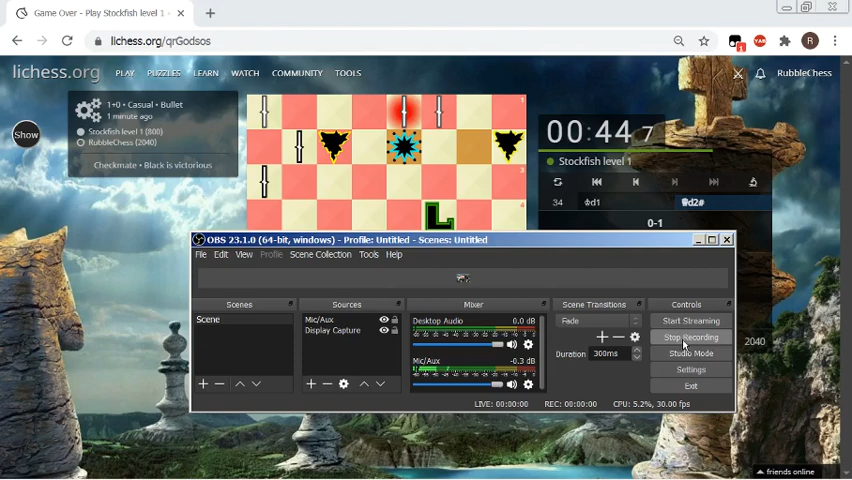 Game Over - Play Stockfish level 1 -
lichess.org/qrGodsos
1
YAB
R
lichess.org
PLAY
PUZZLES
LEARN
WATCH
COMMUNITY
TOOLS
RubbleChess
1+0 • Casual • Bullet
1 minute ago
Stockfish level 1 (800)
RubbleChess (2040)
Checkmate • Black is victorious
Show
1
3
4
00:44 7
Stockfish level 1
34 ♔d1 ♛d2#
0-1
2040
OBS 23.1.0 (64-bit, windows) - Profile: Untitled - Scenes: Untitled
File Edit View Profile Scene Collection Tools Help
Scenes
Sources
Mixer
Scene Transitions
Controls
Scene
Mic/Aux
Display Capture
Desktop Audio 0.0 dB
Mic/Aux -0.3 dB
Fade
Duration 300ms
Start Streaming
Stop Recording
Studio Mode
Settings
Exit
LIVE: 00:00:00 REC: 00:00:00 CPU: 5.2%, 30.00 fps
friends online